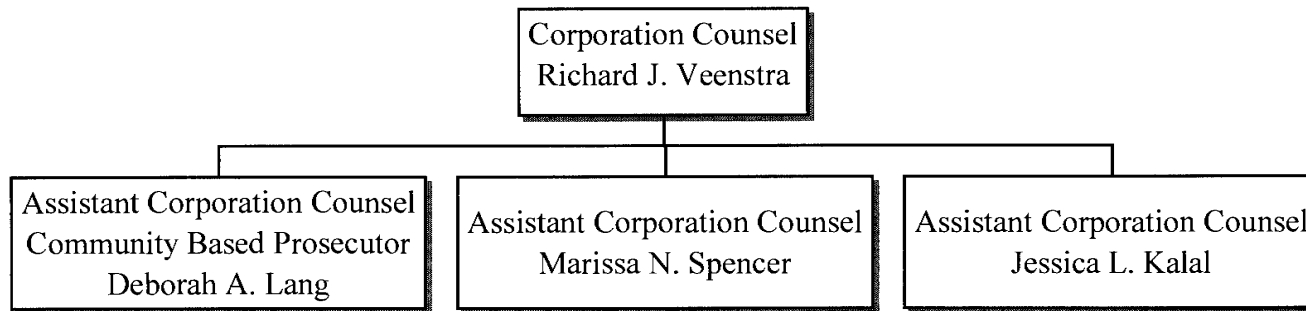 Corporation Counsel
Richard J. Veenstra
Assistant Corporation Counsel
Community Based Prosecutor
Deborah A. Lang
Assistant Corporation Counsel
Marissa N. Spencer
Assistant Corporation Counsel
Jessica L. Kalal